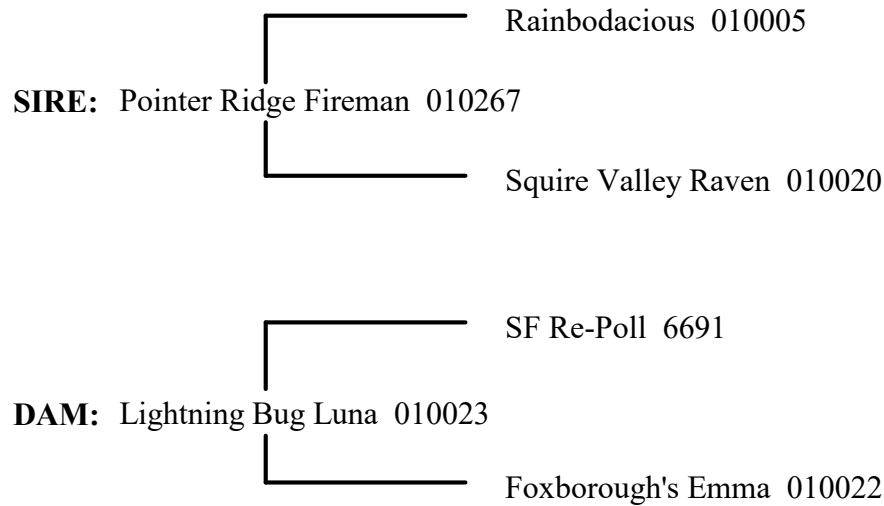 Rainbodacious 010005
SIRE: Pointer Ridge Fireman 010267
Squire Valley Raven 010020
SF Re-Poll 6691
DAM: Lightning Bug Luna 010023
Foxborough's Emma 010022